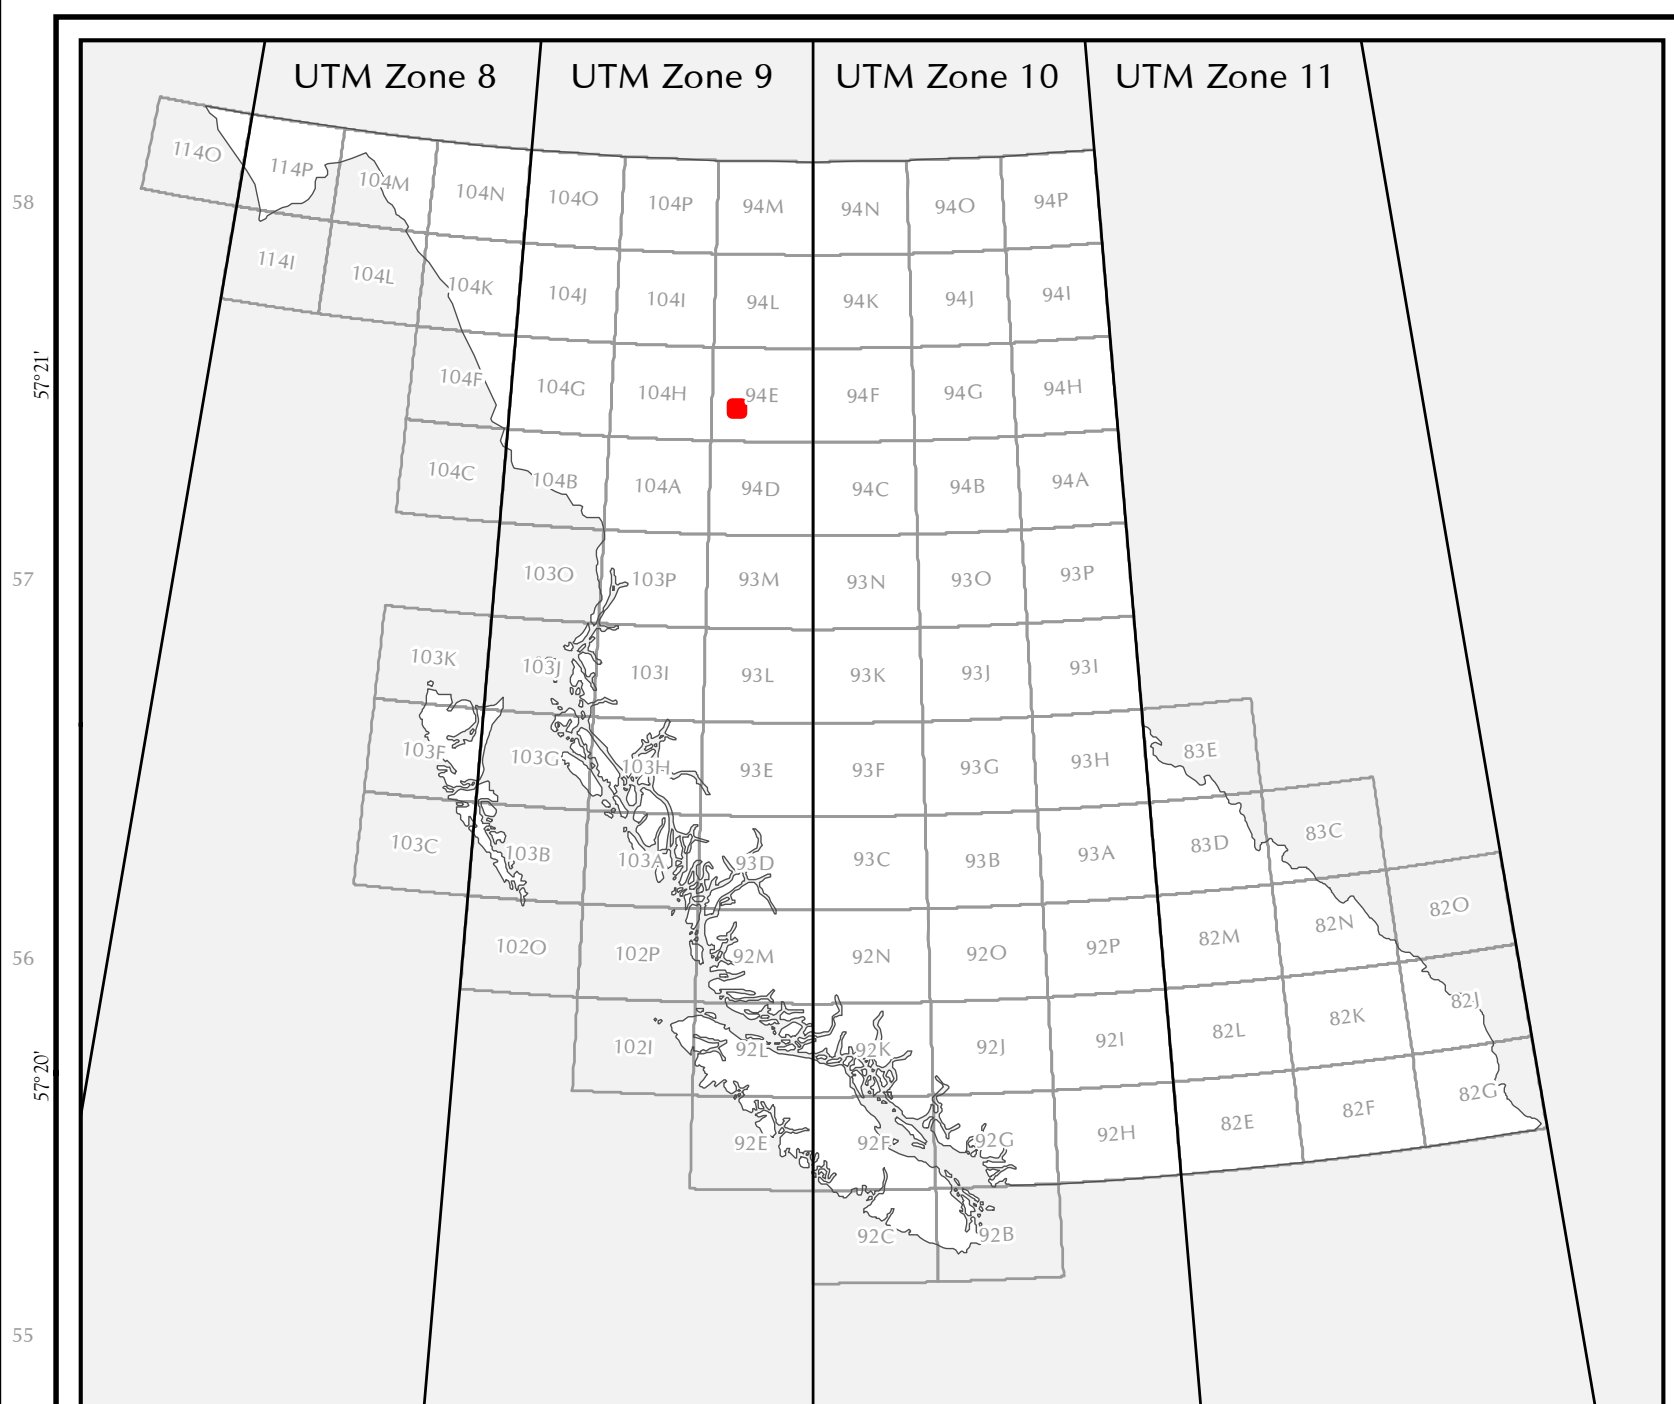 UTM Zone 8 UTM Zone 9 UTM Zone 10 UTM Zone 11
114O 114P 104M 104N 104O 104P 94M 94N 94O 94P
58
114I 104L 104K 104J 104I 94L 94K 94J 94I
57°21'
104F 104G 104H 94E 94F 94G 94H
104C 104B 104A 94D 94C 94B 94A
57
103O 103P 93M 93N 93O 93P
103K 103J 103I 93L 93K 93J 93I
103F 103G 103H 93E 93F 93G 93H 83E
103C 103B 103A 93D 93C 93B 93A 83D 83C
56
102O 102P 92M 92N 92O 92P 82M 82N 82O
57°20'
102I 92L 92K 92J 92I 82L 82K 82J
92E 92F 92G 92H 82E 82F 82G
92C 92B
55